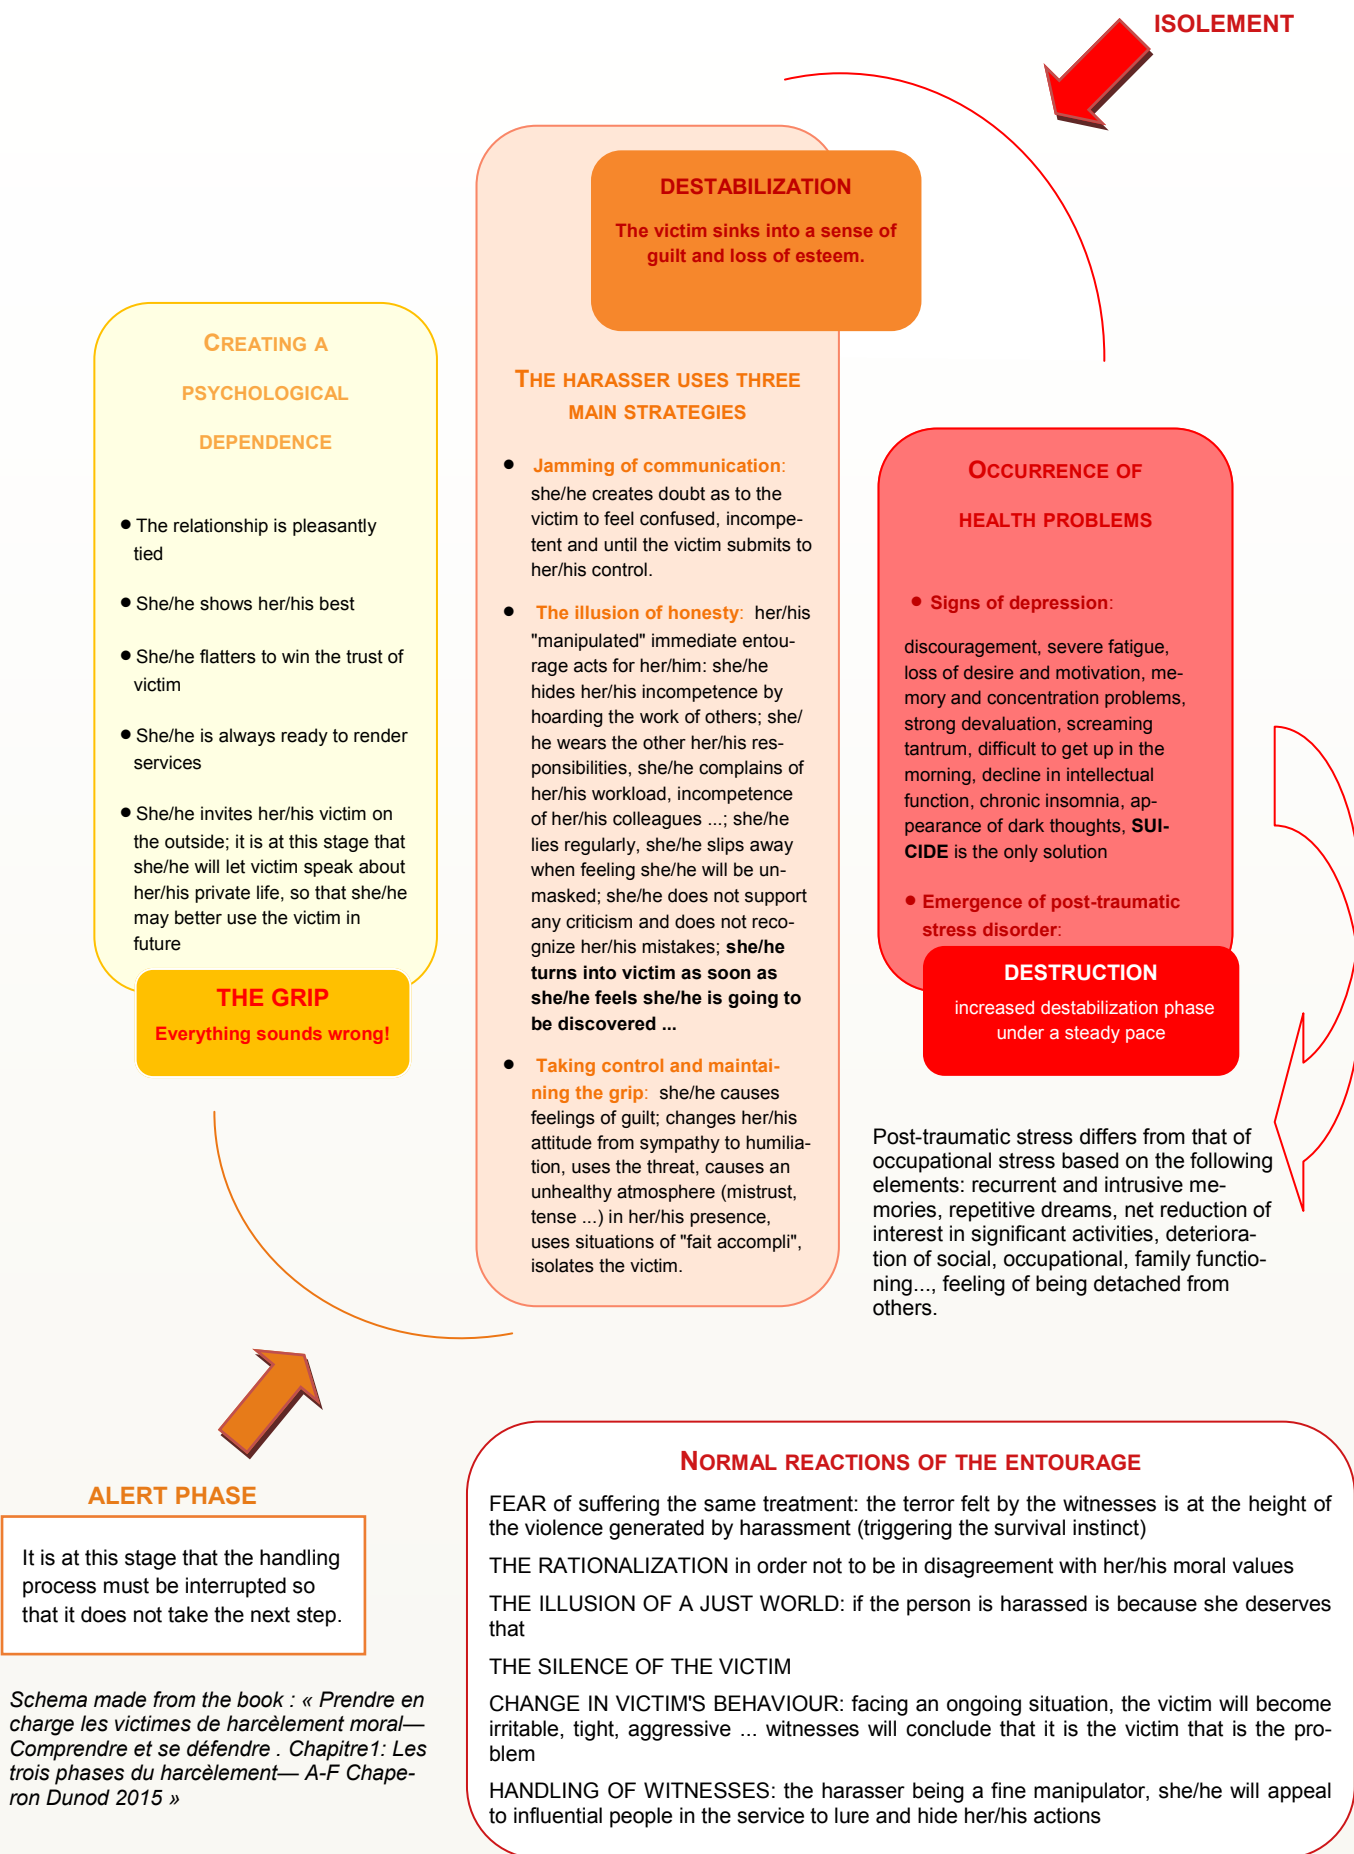 ISOLEMENT
DESTABILIZATION
The victim sinks into a sense of
guilt and loss of esteem.
CREATING A
PSYCHOLOGICAL
DEPENDENCE
• The relationship is pleasantly
tied
• She/he shows her/his best
• She/he flatters to win the trust of
victim
• She/he is always ready to render
services
• She/he invites her/his victim on
the outside; it is at this stage that
she/he will let victim speak about
her/his private life, so that she/he
may better use the victim in
future
THE GRIP
Everything sounds wrong!
THE HARASSER USES THREE
MAIN STRATEGIES
• Jamming of communication:
she/he creates doubt as to the
victim to feel confused, incompe-
tent and until the victim submits to
her/his control.
• The illusion of honesty: her/his
"manipulated" immediate entou-
rage acts for her/him: she/he
hides her/his incompetence by
hoarding the work of others; she/
he wears the other her/his res-
ponsibilities, she/he complains of
her/his workload, incompetence
of her/his colleagues ...; she/he
lies regularly, she/he slips away
when feeling she/he will be un-
masked; she/he does not support
any criticism and does not reco-
gnize her/his mistakes; she/he
turns into victim as soon as
she/he feels she/he is going to
be discovered ...
• Taking control and maintai-
ning the grip: she/he causes
feelings of guilt; changes her/his
attitude from sympathy to humilia-
tion, uses the threat, causes an
unhealthy atmosphere (mistrust,
tense ...) in her/his presence,
uses situations of "fait accompli",
isolates the victim.
OCCURRENCE OF
HEALTH PROBLEMS
• Signs of depression:
discouragement, severe fatigue,
loss of desire and motivation, me-
mory and concentration problems,
strong devaluation, screaming
tantrum, difficult to get up in the
morning, decline in intellectual
function, chronic insomnia, ap-
pearance of dark thoughts, SUI-
CIDE is the only solution
• Emergence of post-traumatic
stress disorder:
DESTRUCTION
increased destabilization phase
under a steady pace
Post-traumatic stress differs from that of
occupational stress based on the following
elements: recurrent and intrusive me-
mories, repetitive dreams, net reduction of
interest in significant activities, deteriora-
tion of social, occupational, family functio-
ning..., feeling of being detached from
others.
ALERT PHASE
It is at this stage that the handling
process must be interrupted so
that it does not take the next step.
Schema made from the book : « Prendre en
charge les victimes de harcèlement moral—
Comprendre et se défendre . Chapitre1: Les
trois phases du harcèlement— A-F Chape-
ron Dunod 2015 »
NORMAL REACTIONS OF THE ENTOURAGE
FEAR of suffering the same treatment: the terror felt by the witnesses is at the height of
the violence generated by harassment (triggering the survival instinct)
THE RATIONALIZATION in order not to be in disagreement with her/his moral values
THE ILLUSION OF A JUST WORLD: if the person is harassed is because she deserves
that
THE SILENCE OF THE VICTIM
CHANGE IN VICTIM'S BEHAVIOUR: facing an ongoing situation, the victim will become
irritable, tight, aggressive ... witnesses will conclude that it is the victim that is the pro-
blem
HANDLING OF WITNESSES: the harasser being a fine manipulator, she/he will appeal
to influential people in the service to lure and hide her/his actions